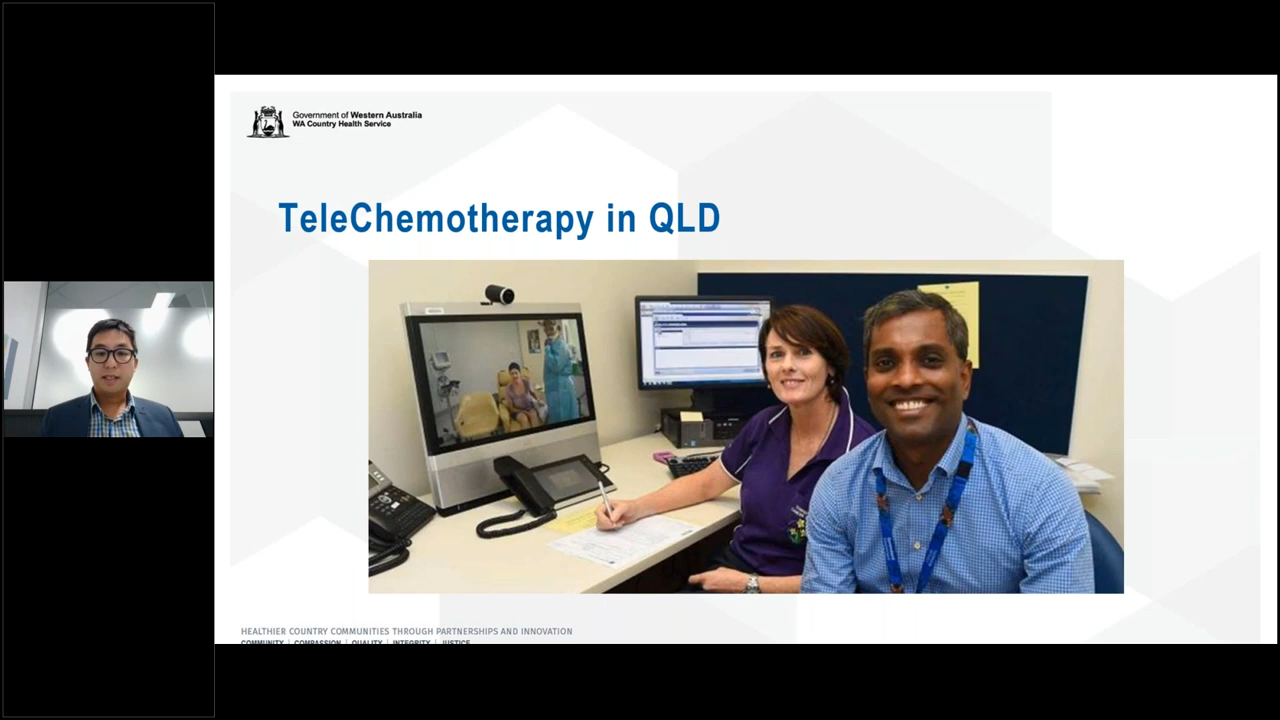 Government of Western Australia
WA Country Health Service
TeleChemotherapy in QLD
HEALTHIER COUNTRY COMMUNITIES THROUGH PARTNERSHIPS AND INNOVATION
COMMUNITY | COMPASSION | QUALITY | INTEGRITY | JUSTICE